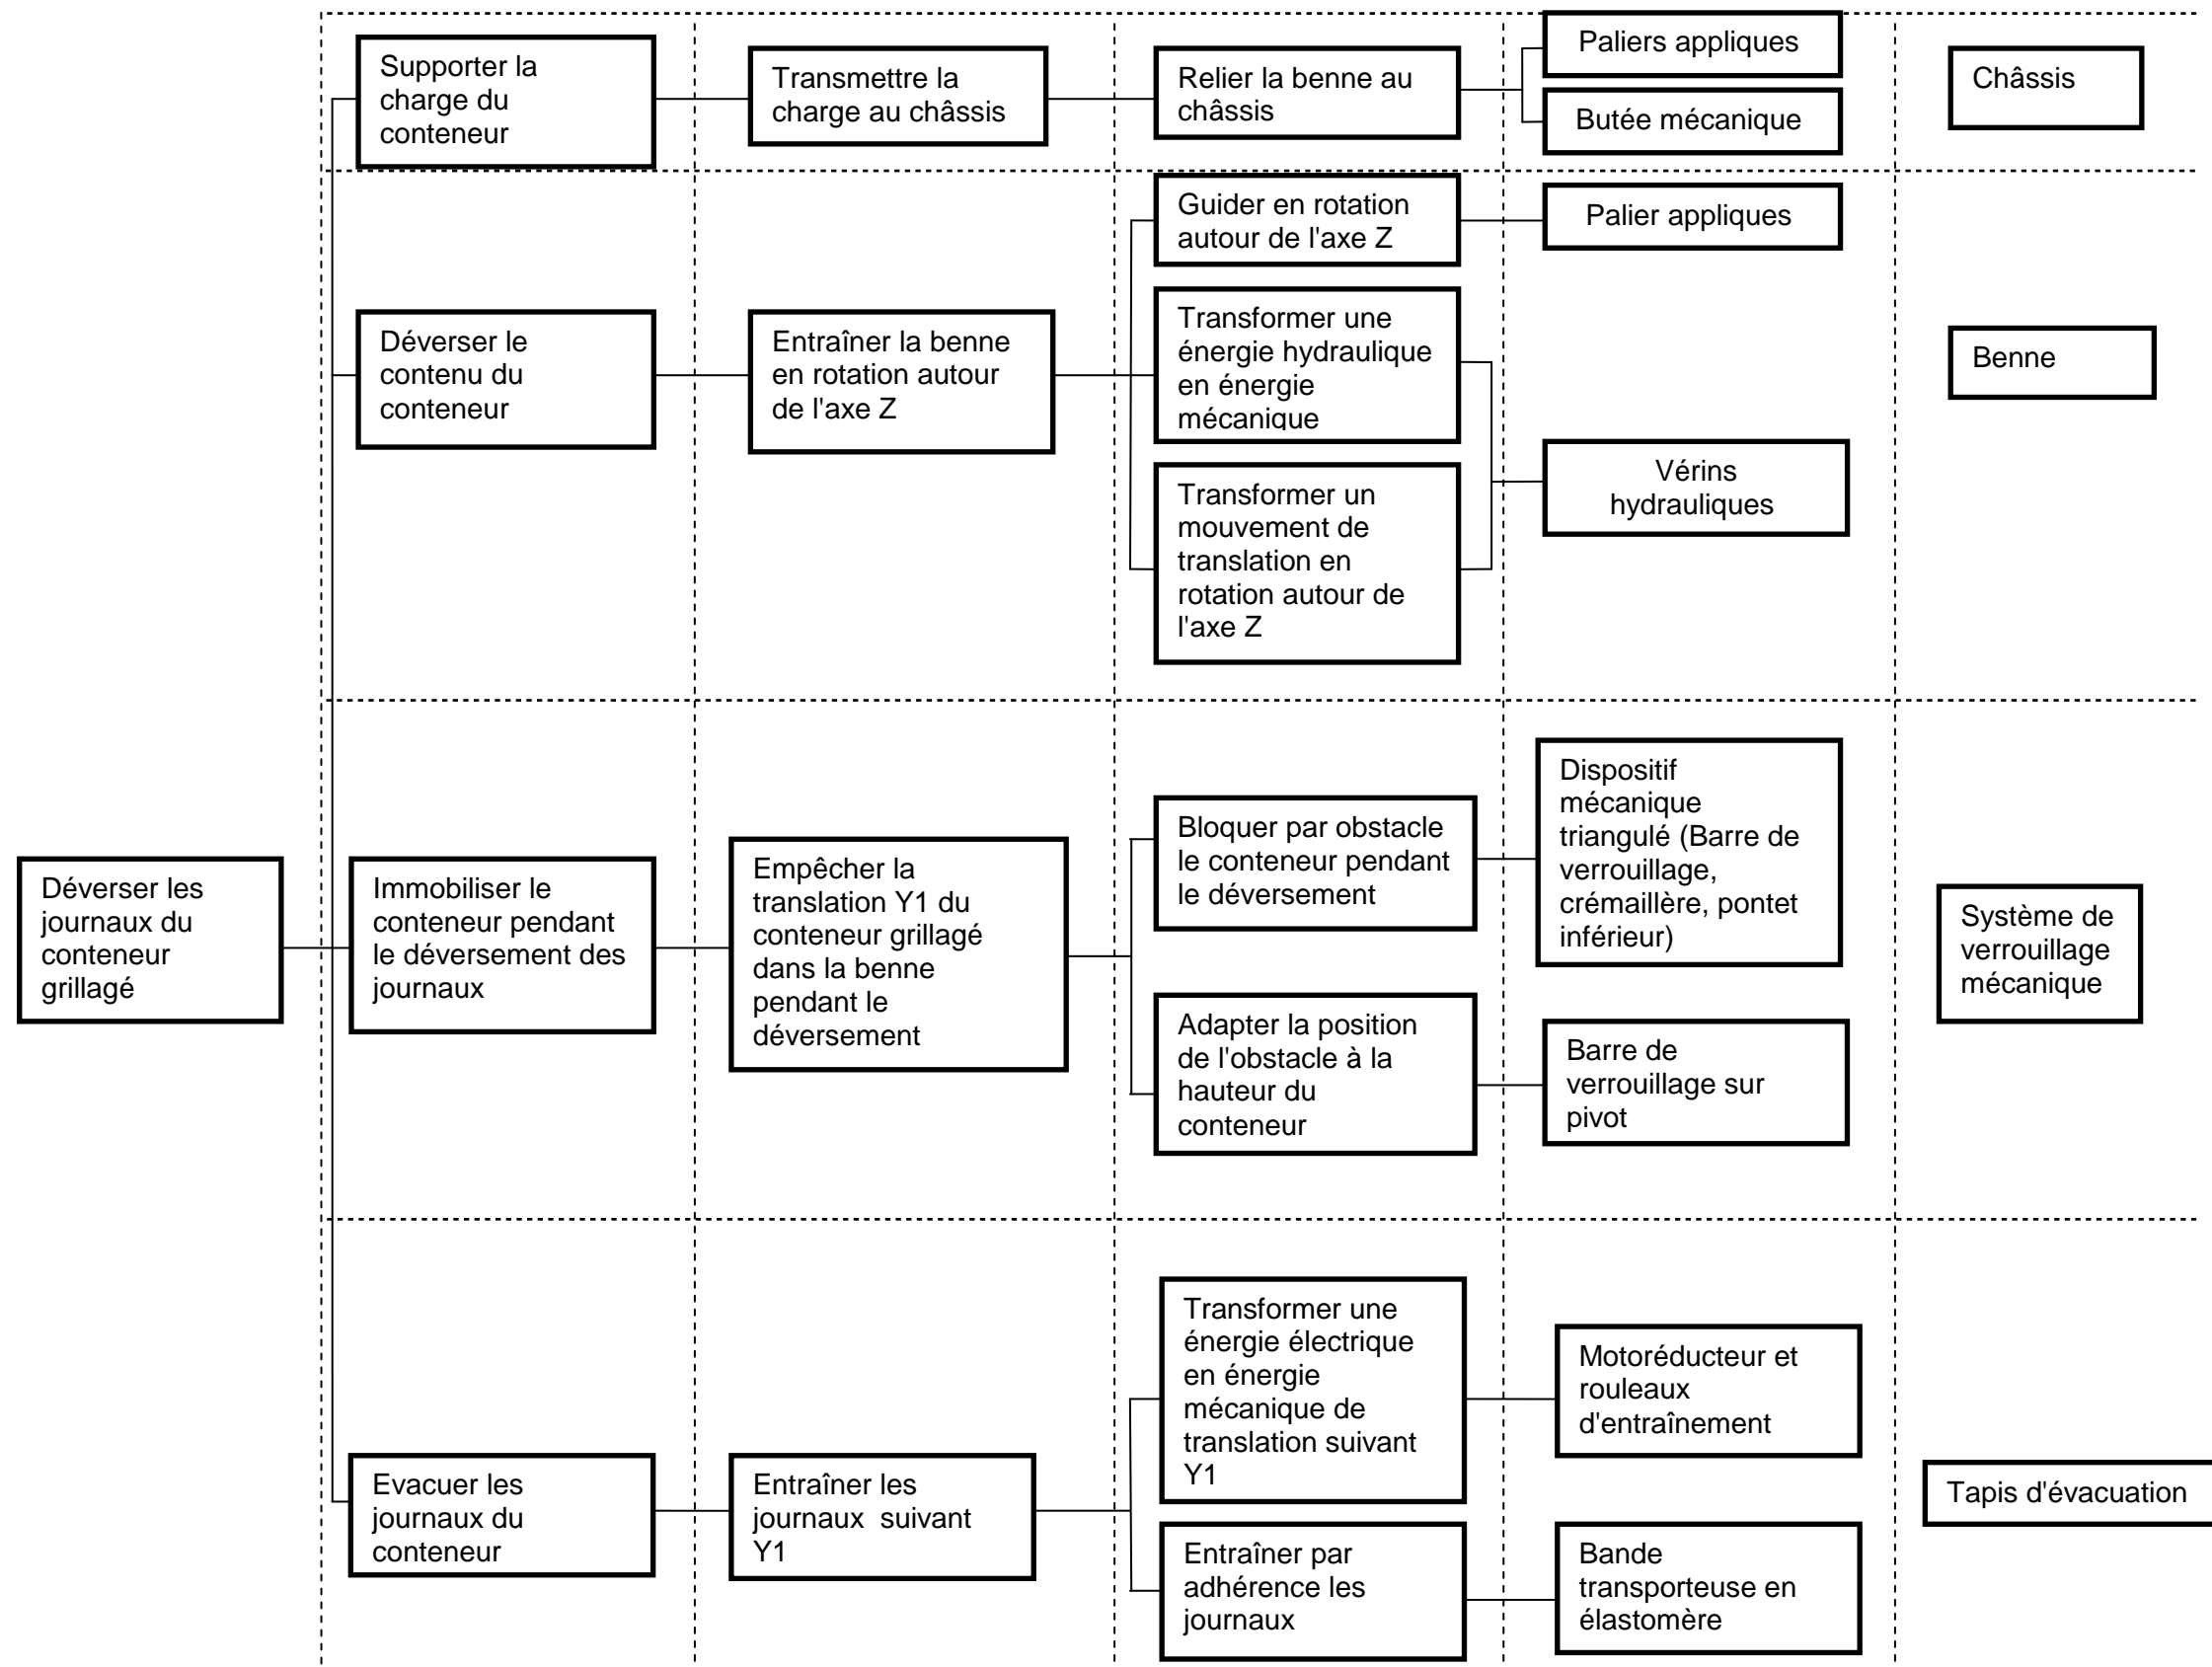 Supporter la
charge du
conteneur
Transmettre la
charge au châssis
Relier la benne au
châssis
Paliers appliques
Butée mécanique
Châssis
Déverser le
contenu du
conteneur
Entraîner la benne
en rotation autour
de l'axe Z
Guider en rotation
autour de l'axe Z
Palier appliques
Transformer une
énergie hydraulique
en énergie
mécanique
Transformer un
mouvement de
translation en
rotation autour de
l'axe Z
Vérins
hydrauliques
Benne
Déverser les
journaux du
conteneur
grillagé
Immobiliser le
conteneur pendant
le déversement des
journaux
Empêcher la
translation Y1 du
conteneur grillagé
dans la benne
pendant le
déversement
Bloquer par obstacle
le conteneur pendant
le déversement
Dispositif
mécanique
triangulé (Barre de
verrouillage,
crémaillère, pontet
inférieur)
Adapter la position
de l'obstacle à la
hauteur du
conteneur
Barre de
verrouillage sur
pivot
Système de
verrouillage
mécanique
Evacuer les
journaux du
conteneur
Entraîner les
journaux  suivant
Y1
Transformer une
énergie électrique
en énergie
mécanique de
translation suivant
Y1
Motoréducteur et
rouleaux
d'entraînement
Entraîner par
adhérence les
journaux
Bande
transporteuse en
élastomère
Tapis d'évacuation